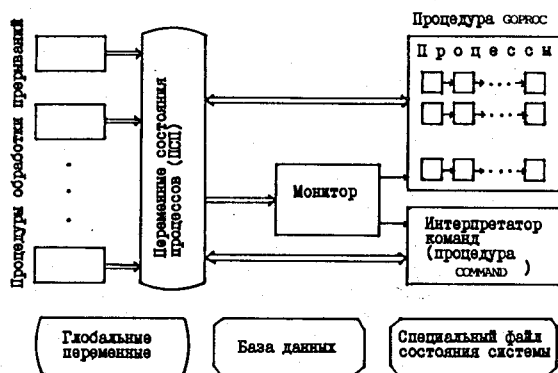 Процедура GOPROC
Процессы
Процедуры обработки прерываний
Переменные состояния
процессов (ПСП)
Монитор
Интерпретатор
команд
(процедура
COMMAND )
Глобальные
переменные
База данных
Специальный файл
состояния системы